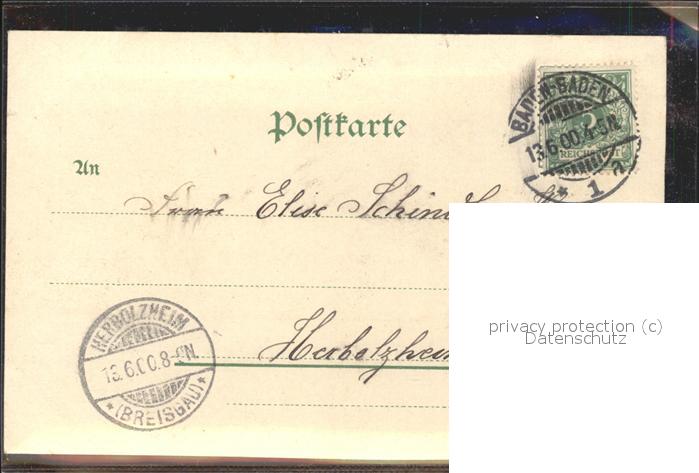 Postkarte
BADEN-BADEN
13.6.00.4-5N.
REICHSPOST
* 1 a
An
Frau Elise
Herbolzheim
HERBOLZHEIM
13.6.00.8-9N.
*(BREISGAU)*
privacy protection (c)
Datenschutz